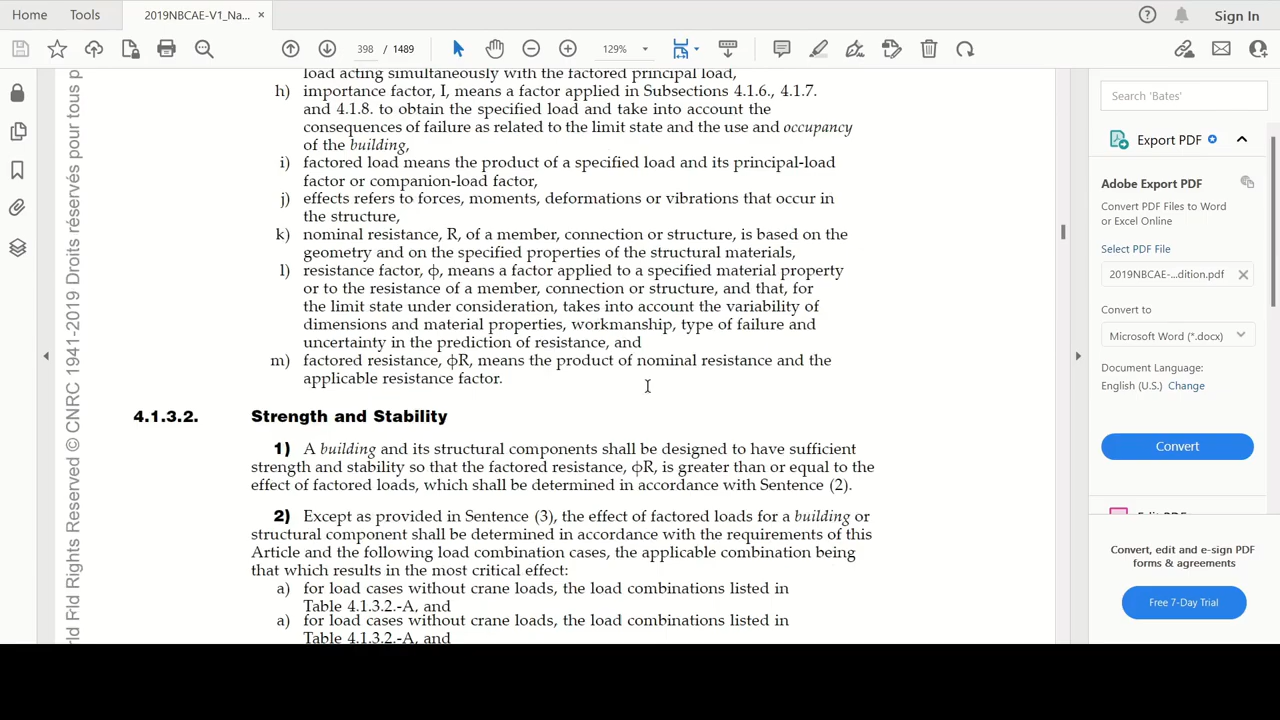 Home
Tools
2019NBCAE-V1_Na... ×
Sign In
398 / 1489
129%
load acting simultaneously with the factored principal load,
h) importance factor, I, means a factor applied in Subsections 4.1.6., 4.1.7.
and 4.1.8. to obtain the specified load and take into account the
consequences of failure as related to the limit state and the use and occupancy
of the building,
i) factored load means the product of a specified load and its principal-load
factor or companion-load factor,
j) effects refers to forces, moments, deformations or vibrations that occur in
the structure,
k) nominal resistance, R, of a member, connection or structure, is based on the
geometry and on the specified properties of the structural materials,
l) resistance factor, ϕ, means a factor applied to a specified material property
or to the resistance of a member, connection or structure, and that, for
the limit state under consideration, takes into account the variability of
dimensions and material properties, workmanship, type of failure and
uncertainty in the prediction of resistance, and
m) factored resistance, ϕR, means the product of nominal resistance and the
applicable resistance factor.
4.1.3.2. Strength and Stability
1) A building and its structural components shall be designed to have sufficient
strength and stability so that the factored resistance, ϕR, is greater than or equal to the
effect of factored loads, which shall be determined in accordance with Sentence (2).
2) Except as provided in Sentence (3), the effect of factored loads for a building or
structural component shall be determined in accordance with the requirements of this
Article and the following load combination cases, the applicable combination being
that which results in the most critical effect:
a) for load cases without crane loads, the load combinations listed in
Table 4.1.3.2.-A, and
a) for load cases without crane loads, the load combinations listed in
Table 4.1.3.2.-A, and
Rights Reserved © CNRC 1941-2019 Droits réservés pour tous p
Search 'Bates'
Export PDF
Adobe Export PDF
Convert PDF Files to Word
or Excel Online
Select PDF File
2019NBCAE-...dition.pdf
Convert to
Microsoft Word (*.docx)
Document Language:
English (U.S.) Change
Convert
Convert, edit and e-sign PDF
forms & agreements
Free 7-Day Trial